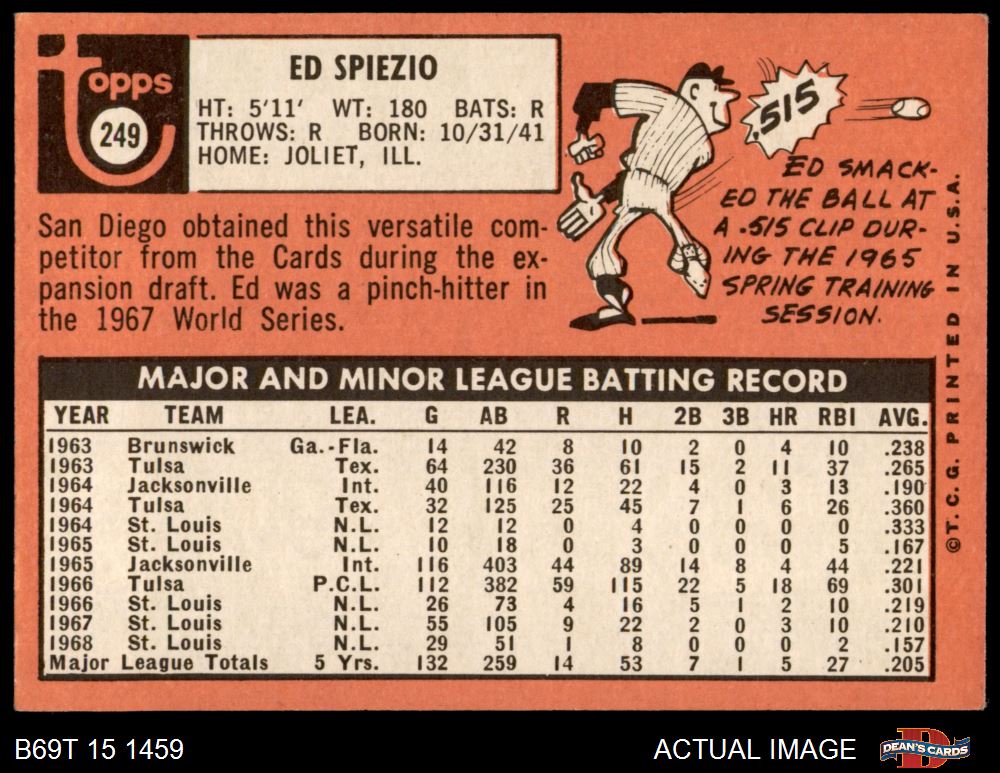 Topps
249
ED SPIEZIO
HT: 5'11' WT: 180 BATS: R
THROWS: R BORN: 10/31/41
HOME: JOLIET, ILL.
San Diego obtained this versatile com-
petitor from the Cards during the ex-
pansion draft. Ed was a pinch-hitter in
the 1967 World Series.
.515
ED SMACK-
ED THE BALL AT
A .515 CLIP DUR-
ING THE 1965
SPRING TRAINING
SESSION.
MAJOR AND MINOR LEAGUE BATTING RECORD
YEAR TEAM LEA. G AB R H 2B 3B HR RBI AVG.
1963 Brunswick Ga.-Fla. 14 42 8 10 2 0 4 10 .238
1963 Tulsa Tex. 64 230 36 61 15 2 11 37 .265
1964 Jacksonville Int. 40 116 12 22 4 0 3 13 .190
1964 Tulsa Tex. 32 125 25 45 7 1 6 26 .360
1964 St. Louis N.L. 12 12 0 4 0 0 0 0 .333
1965 St. Louis N.L. 10 18 0 3 0 0 0 5 .167
1965 Jacksonville Int. 116 403 44 89 14 8 4 44 .221
1966 Tulsa P.C.L. 112 382 59 115 22 5 18 69 .301
1966 St. Louis N.L. 26 73 4 16 5 1 2 10 .219
1967 St. Louis N.L. 55 105 9 22 2 0 3 10 .210
1968 St. Louis N.L. 29 51 1 8 0 0 0 2 .157
Major League Totals 5 Yrs. 132 259 14 53 7 1 5 27 .205
©T.C.G. PRINTED IN U.S.A.
B69T 15 1459
ACTUAL IMAGE
DEAN'S CARDS